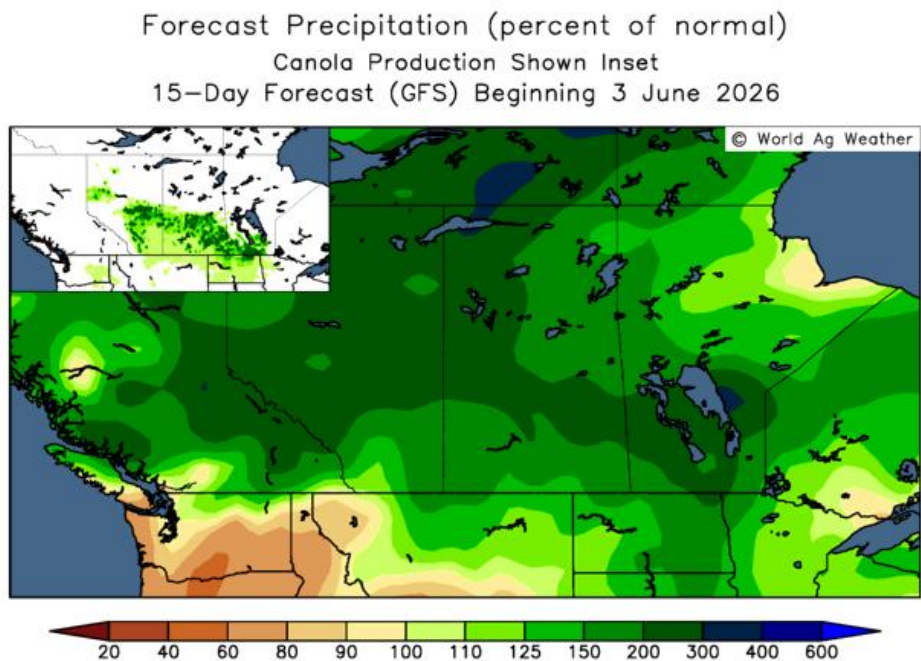 Forecast Precipitation (percent of normal)
Canola Production Shown Inset
15-Day Forecast (GFS) Beginning 3 June 2026
© World Ag Weather
20 40 60 80 90 100 110 125 150 200 300 400 600